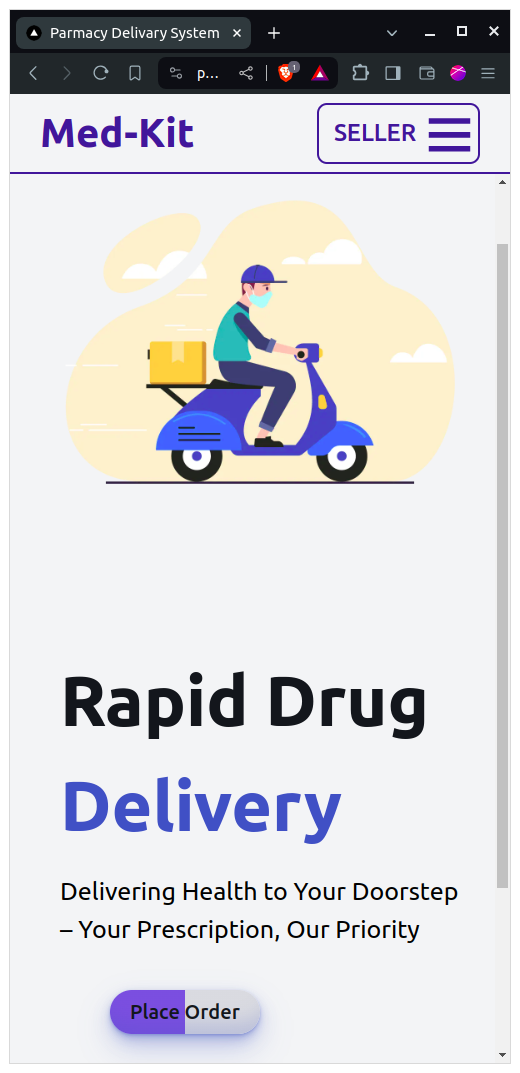 Parmacy Delivary System
p...
1
Med-Kit
SELLER
Rapid Drug
Delivery
Delivering Health to Your Doorstep
– Your Prescription, Our Priority
Place Order